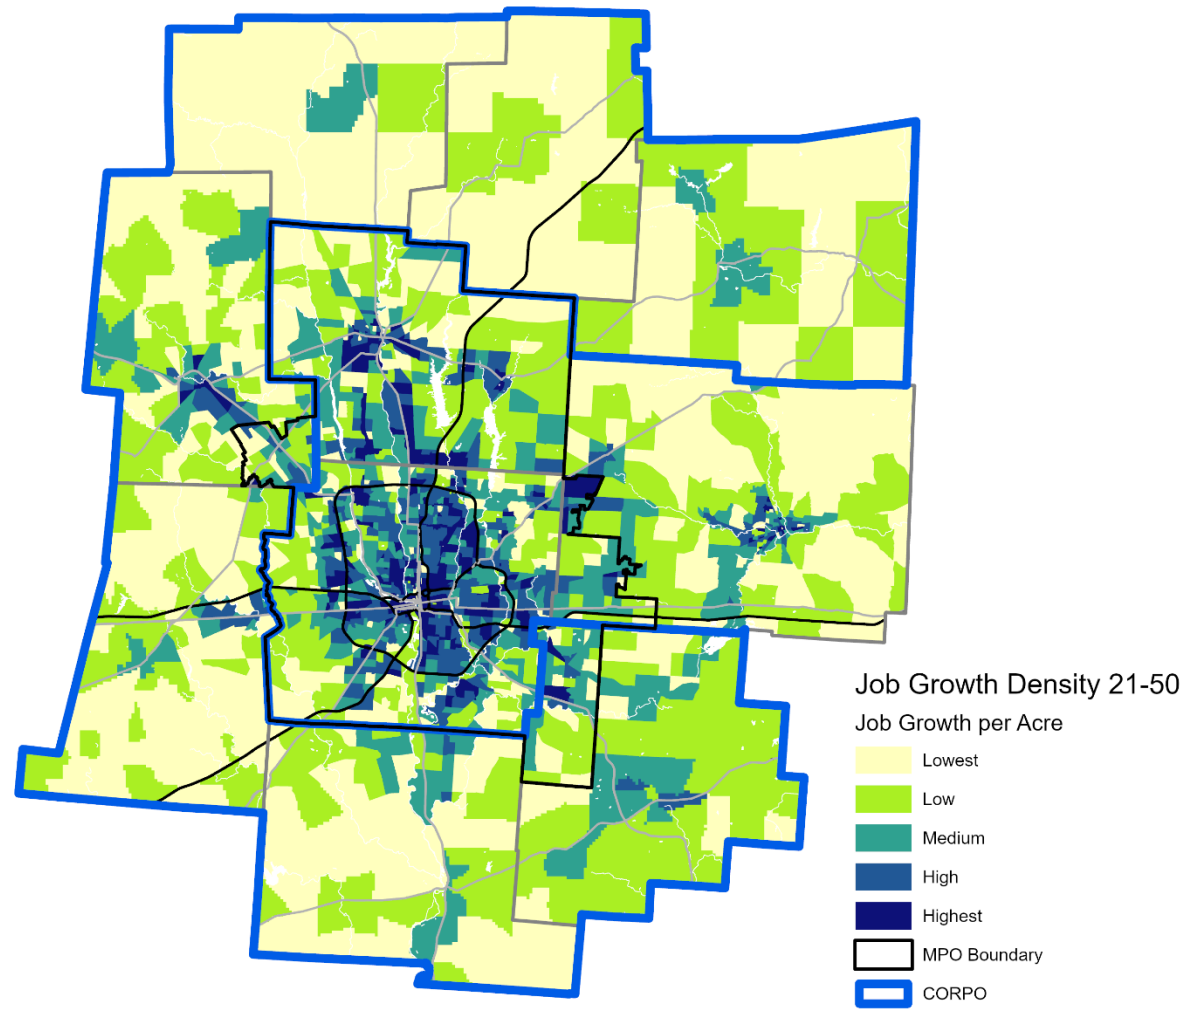 Job Growth Density 21-50
Job Growth per Acre
Lowest
Low
Medium
High
Highest
MPO Boundary
CORPO